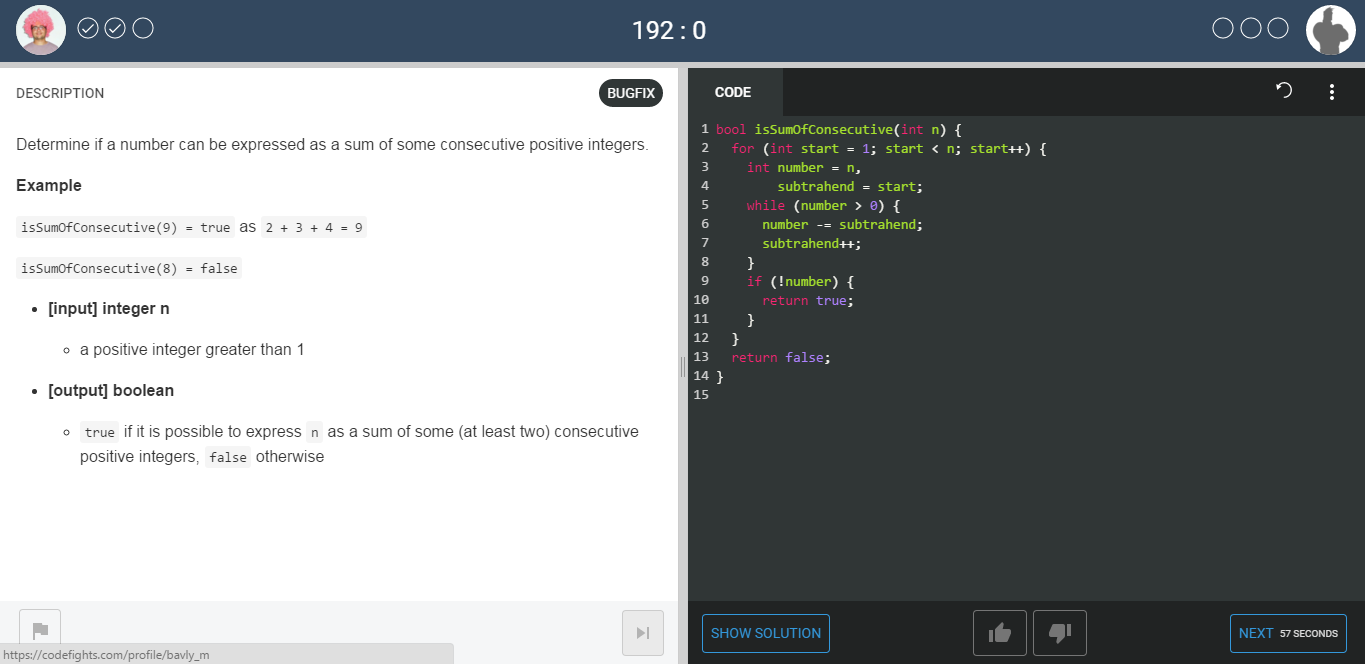 192 : 0
DESCRIPTION
BUGFIX
Determine if a number can be expressed as a sum of some consecutive positive integers.
Example
isSumOfConsecutive(9) = true as 2 + 3 + 4 = 9
isSumOfConsecutive(8) = false
• [input] integer n
◦ a positive integer greater than 1
• [output] boolean
◦ true if it is possible to express n as a sum of some (at least two) consecutive
positive integers, false otherwise
https://codefights.com/profile/bavly_m
CODE
1 bool isSumOfConsecutive(int n) {
2   for (int start = 1; start < n; start++) {
3     int number = n,
4         subtrahend = start;
5     while (number > 0) {
6       number -= subtrahend;
7       subtrahend++;
8     }
9     if (!number) {
10       return true;
11     }
12   }
13   return false;
14 }
15
SHOW SOLUTION
NEXT 57 SECONDS